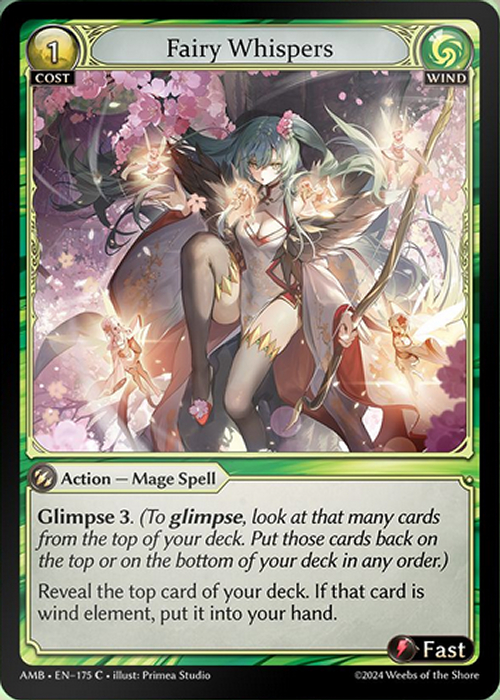 1
COST
Fairy Whispers
WIND
Action — Mage Spell
Glimpse 3. (To glimpse, look at that many cards
from the top of your deck. Put those cards back on
the top or on the bottom of your deck in any order.)
Reveal the top card of your deck. If that card is
wind element, put it into your hand.
Fast
AMB • EN–175 C • illust: Primea Studio
©2024 Weebs of the Shore